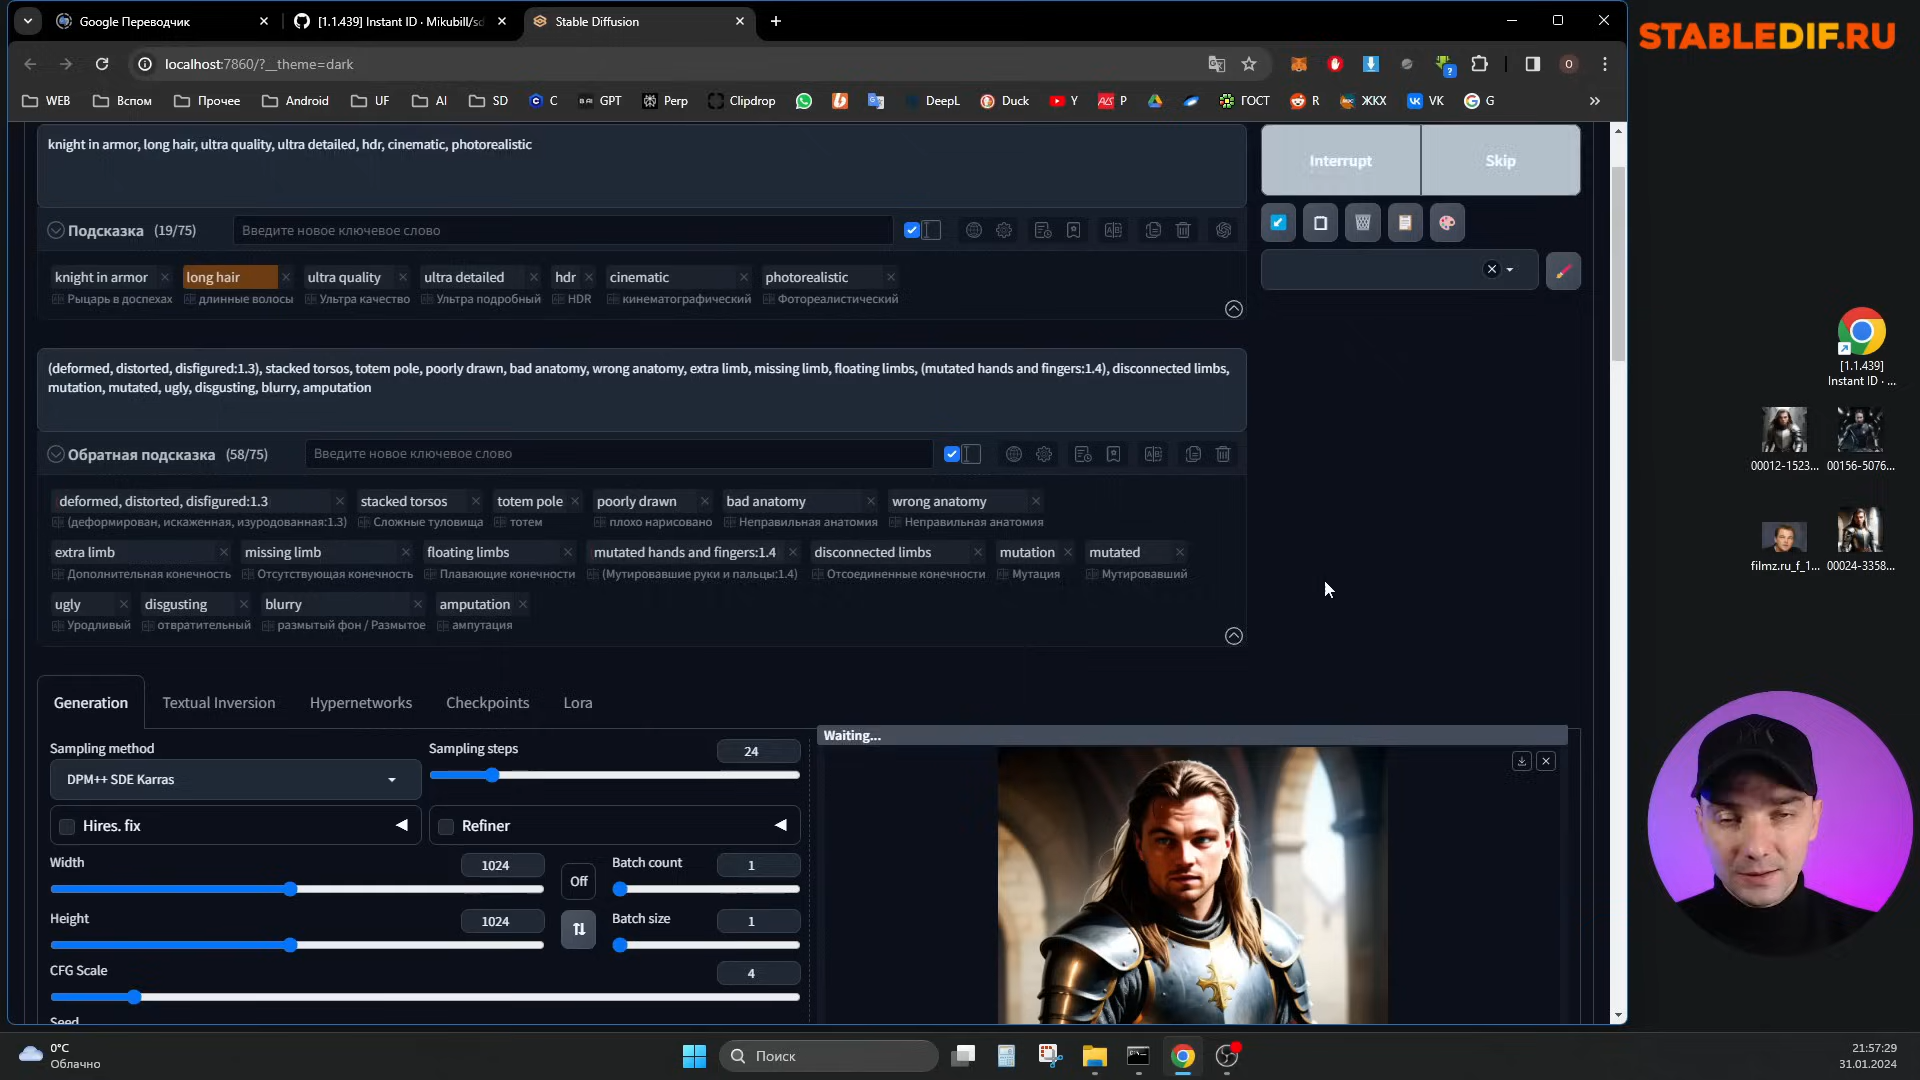 Google Переводчик
[1.1.439] Instant ID · Mikubill/sd
Stable Diffusion
STABLEDIF.RU
localhost:7860/?__theme=dark
WEB
Вспом
Прочее
Android
UF
AI
SD
C
GPT
Perp
Clipdrop
DeepL
Duck
Y
P
ГОСТ
R
ЖКХ
VK
G
knight in armor, long hair, ultra quality, ultra detailed, hdr, cinematic, photorealistic
Interrupt
Skip
Подсказка (19/75)
Введите новое ключевое слово
knight in armor
long hair
ultra quality
ultra detailed
hdr
cinematic
photorealistic
Рыцарь в доспехах
длинные волосы
Ультра качество
Ультра подробный
HDR
кинематографический
Фотореалистический
(deformed, distorted, disfigured:1.3), stacked torsos, totem pole, poorly drawn, bad anatomy, wrong anatomy, extra limb, missing limb, floating limbs, (mutated hands and fingers:1.4), disconnected limbs,
mutation, mutated, ugly, disgusting, blurry, amputation
Обратная подсказка (58/75)
Введите новое ключевое слово
deformed, distorted, disfigured:1.3
stacked torsos
totem pole
poorly drawn
bad anatomy
wrong anatomy
(деформирован, искаженная, изуродованная:1.3)
Сложные туловища
тотем
плохо нарисовано
Неправильная анатомия
Неправильная анатомия
extra limb
missing limb
floating limbs
mutated hands and fingers:1.4
disconnected limbs
mutation
mutated
Дополнительная конечность
Отсутствующая конечность
Плавающие конечности
(Мутировавшие руки и пальцы:1.4)
Отсоединенные конечности
Мутация
Мутировавший
ugly
disgusting
blurry
amputation
Уродливый
отвратительный
размытый фон / Размытое
ампутация
Generation
Textual Inversion
Hypernetworks
Checkpoints
Lora
Sampling method
DPM++ SDE Karras
Sampling steps
24
Hires. fix
Refiner
Width
1024
Off
Batch count
1
Height
1024
Batch size
1
CFG Scale
4
Seed
Waiting...
[1.1.439]
Instant ID · ...
00012-1523...
00156-5076...
filmz.ru_f_1...
00024-3358...
0°C
Облачно
Поиск
21:57:29
31.01.2024